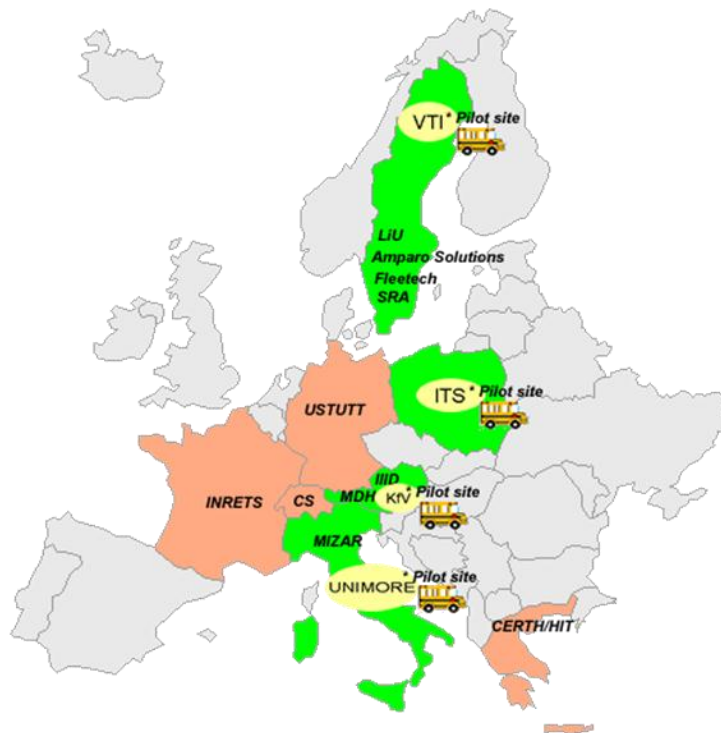 VTI * Pilot site
LiU
Amparo Solutions
Fleetech
SRA
ITS * Pilot site
USTUTT
IIID
MDH
KfV * Pilot site
INRETS
CS
MIZAR
UNIMORE * Pilot site
CERTH/HIT